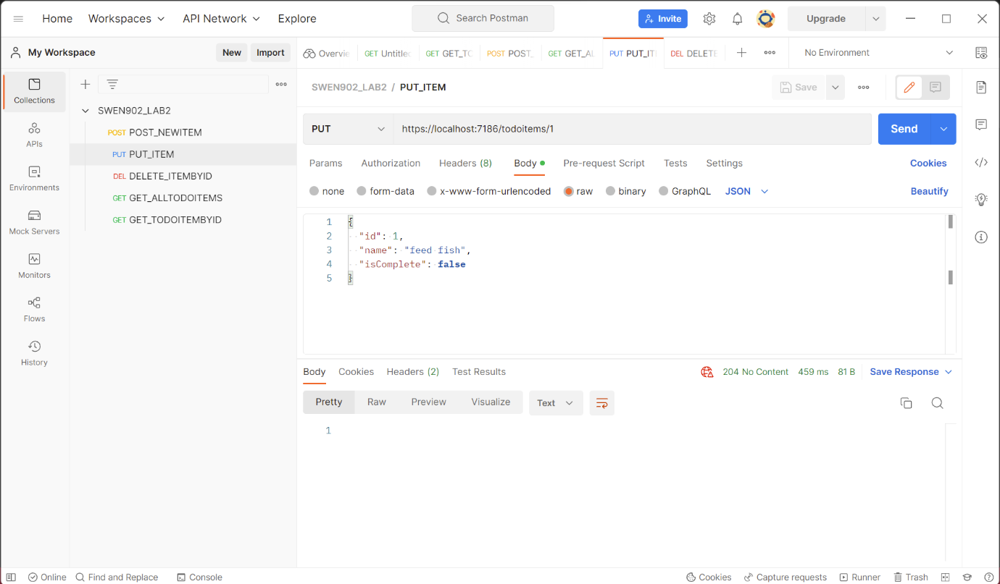 Home Workspaces API Network Explore Search Postman Invite Upgrade
My Workspace New Import
Overvie GET Untitlec GET GET_TC POST POST_ GET GET_AL PUT PUT_IT DEL DELETE No Environment
Collections
APIs
Environments
Mock Servers
Monitors
Flows
History
SWEN902_LAB2
POST POST_NEWITEM
PUT PUT_ITEM
DEL DELETE_ITEMBYID
GET GET_ALLTODOITEMS
GET GET_TODOITEMBYID
SWEN902_LAB2 / PUT_ITEM Save
PUT https://localhost:7186/todoitems/1 Send
Params Authorization Headers (8) Body Pre-request Script Tests Settings Cookies
none form-data x-www-form-urlencoded raw binary GraphQL JSON Beautify
1 {
2 "id": 1,
3 "name": "feed fish",
4 "isComplete": false
5 }
Body Cookies Headers (2) Test Results 204 No Content 459 ms 81 B Save Response
Pretty Raw Preview Visualize Text
1
Online Find and Replace Console Cookies Capture requests Runner Trash